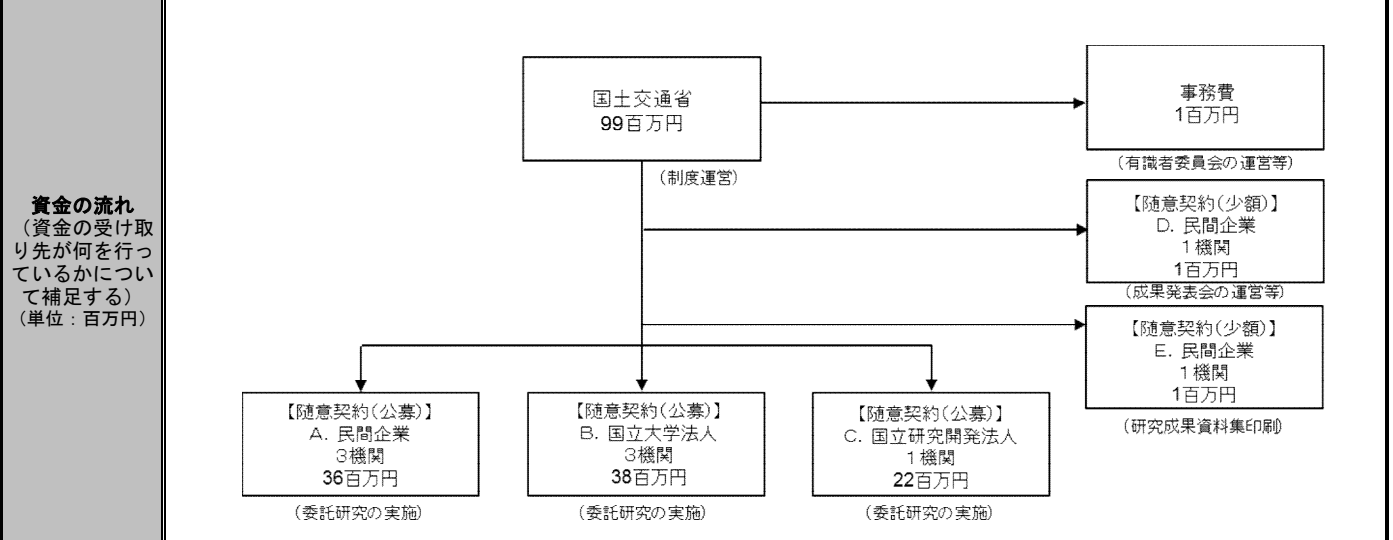 資金の流れ
（資金の受け取
り先が何を行っ
ているかについ
て補足する）
（単位：百万円）
国土交通省
99百万円
（制度運営）
事務費
1百万円
（有識者委員会の運営等）
【随意契約（少額）】
D．民間企業
1機関
1百万円
（成果発表会の運営等）
【随意契約（少額）】
E．民間企業
1機関
1百万円
（研究成果資料集印刷）
【随意契約（公募）】
A．民間企業
3機関
36百万円
（委託研究の実施）
【随意契約（公募）】
B．国立大学法人
3機関
38百万円
（委託研究の実施）
【随意契約（公募）】
C．国立研究開発法人
1機関
22百万円
（委託研究の実施）